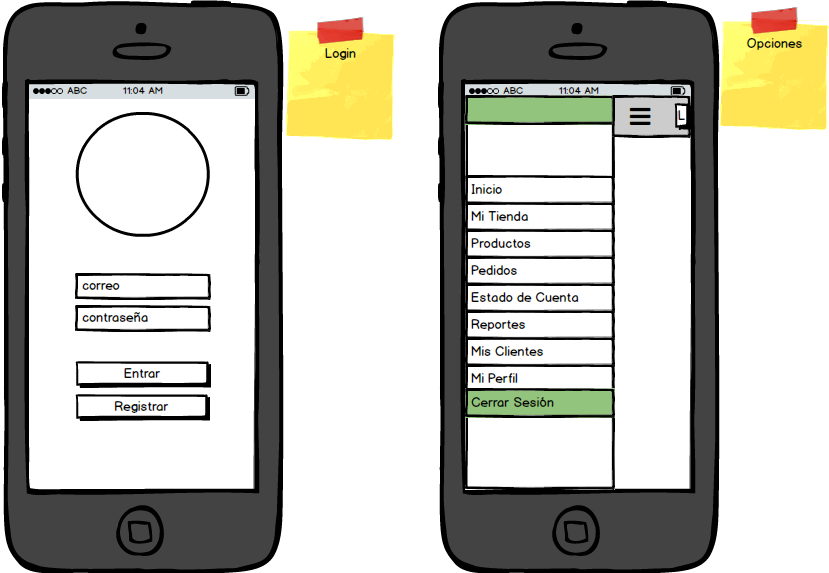 ABC 11:04 AM
Login
correo
contraseña
Entrar
Registrar
ABC 11:04 AM
Opciones
L
Inicio
Mi Tienda
Productos
Pedidos
Estado de Cuenta
Reportes
Mis Clientes
Mi Perfil
Cerrar Sesión